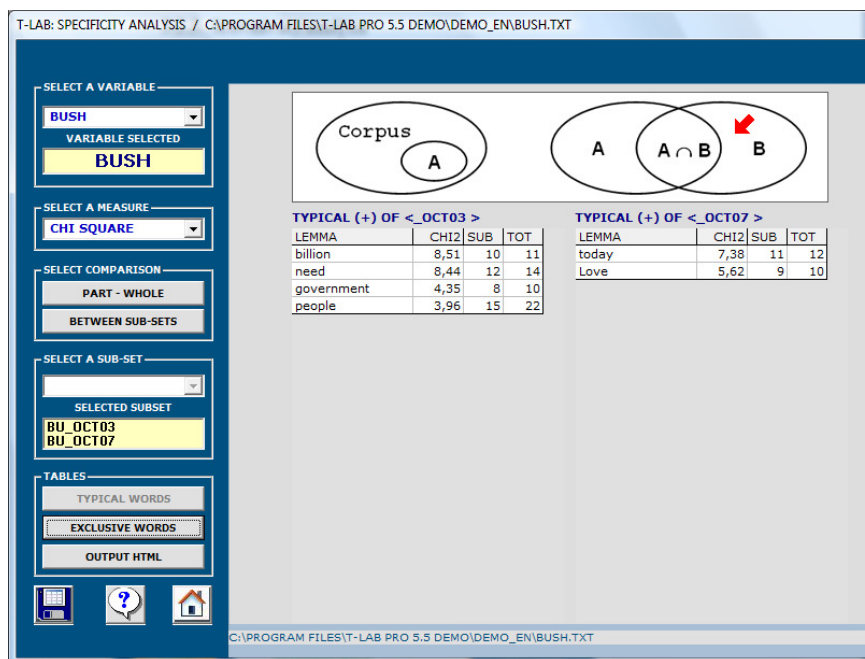 T-LAB: SPECIFICITY ANALYSIS / C:\PROGRAM FILES\T-LAB PRO 5.5 DEMO\DEMO_EN\BUSH.TXT
SELECT A VARIABLE
BUSH
VARIABLE SELECTED
BUSH
SELECT A MEASURE
CHI SQUARE
SELECT COMPARISON
PART - WHOLE
BETWEEN SUB-SETS
SELECT A SUB-SET
SELECTED SUBSET
BU_OCT03
BU_OCT07
TABLES
TYPICAL WORDS
EXCLUSIVE WORDS
OUTPUT HTML
?
Corpus
A
A A∩B B
TYPICAL (+) OF <_OCT03 >
LEMMA CHI2 SUB TOT
billion 8,51 10 11
need 8,44 12 14
government 4,35 8 10
people 3,96 15 22
TYPICAL (+) OF <_OCT07 >
LEMMA CHI2 SUB TOT
today 7,38 11 12
Love 5,62 9 10
C:\PROGRAM FILES\T-LAB PRO 5.5 DEMO\DEMO_EN\BUSH.TXT